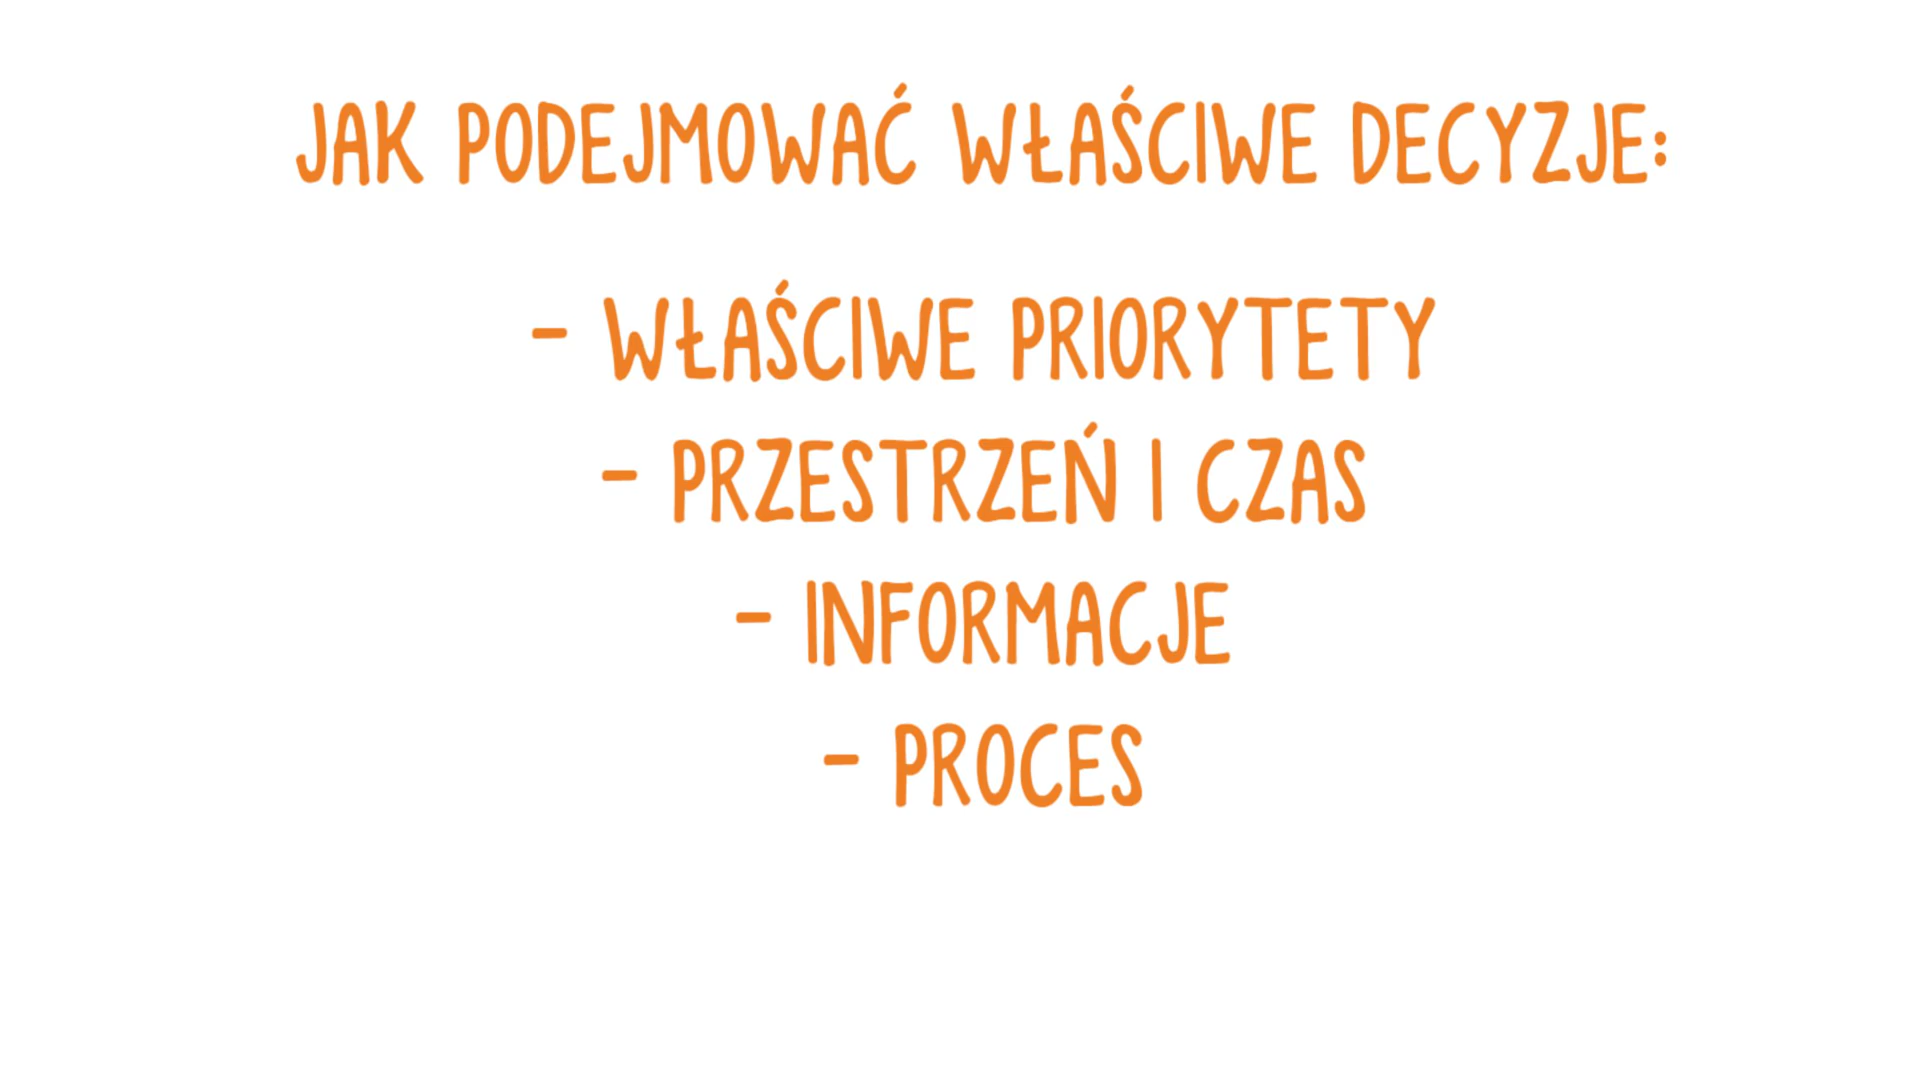 JAK PODEJMOWAĆ WŁAŚCIWE DECYZJE:
- WŁAŚCIWE PRIORYTETY
- PRZESTRZEŃ I CZAS
- INFORMACJE
- PROCES